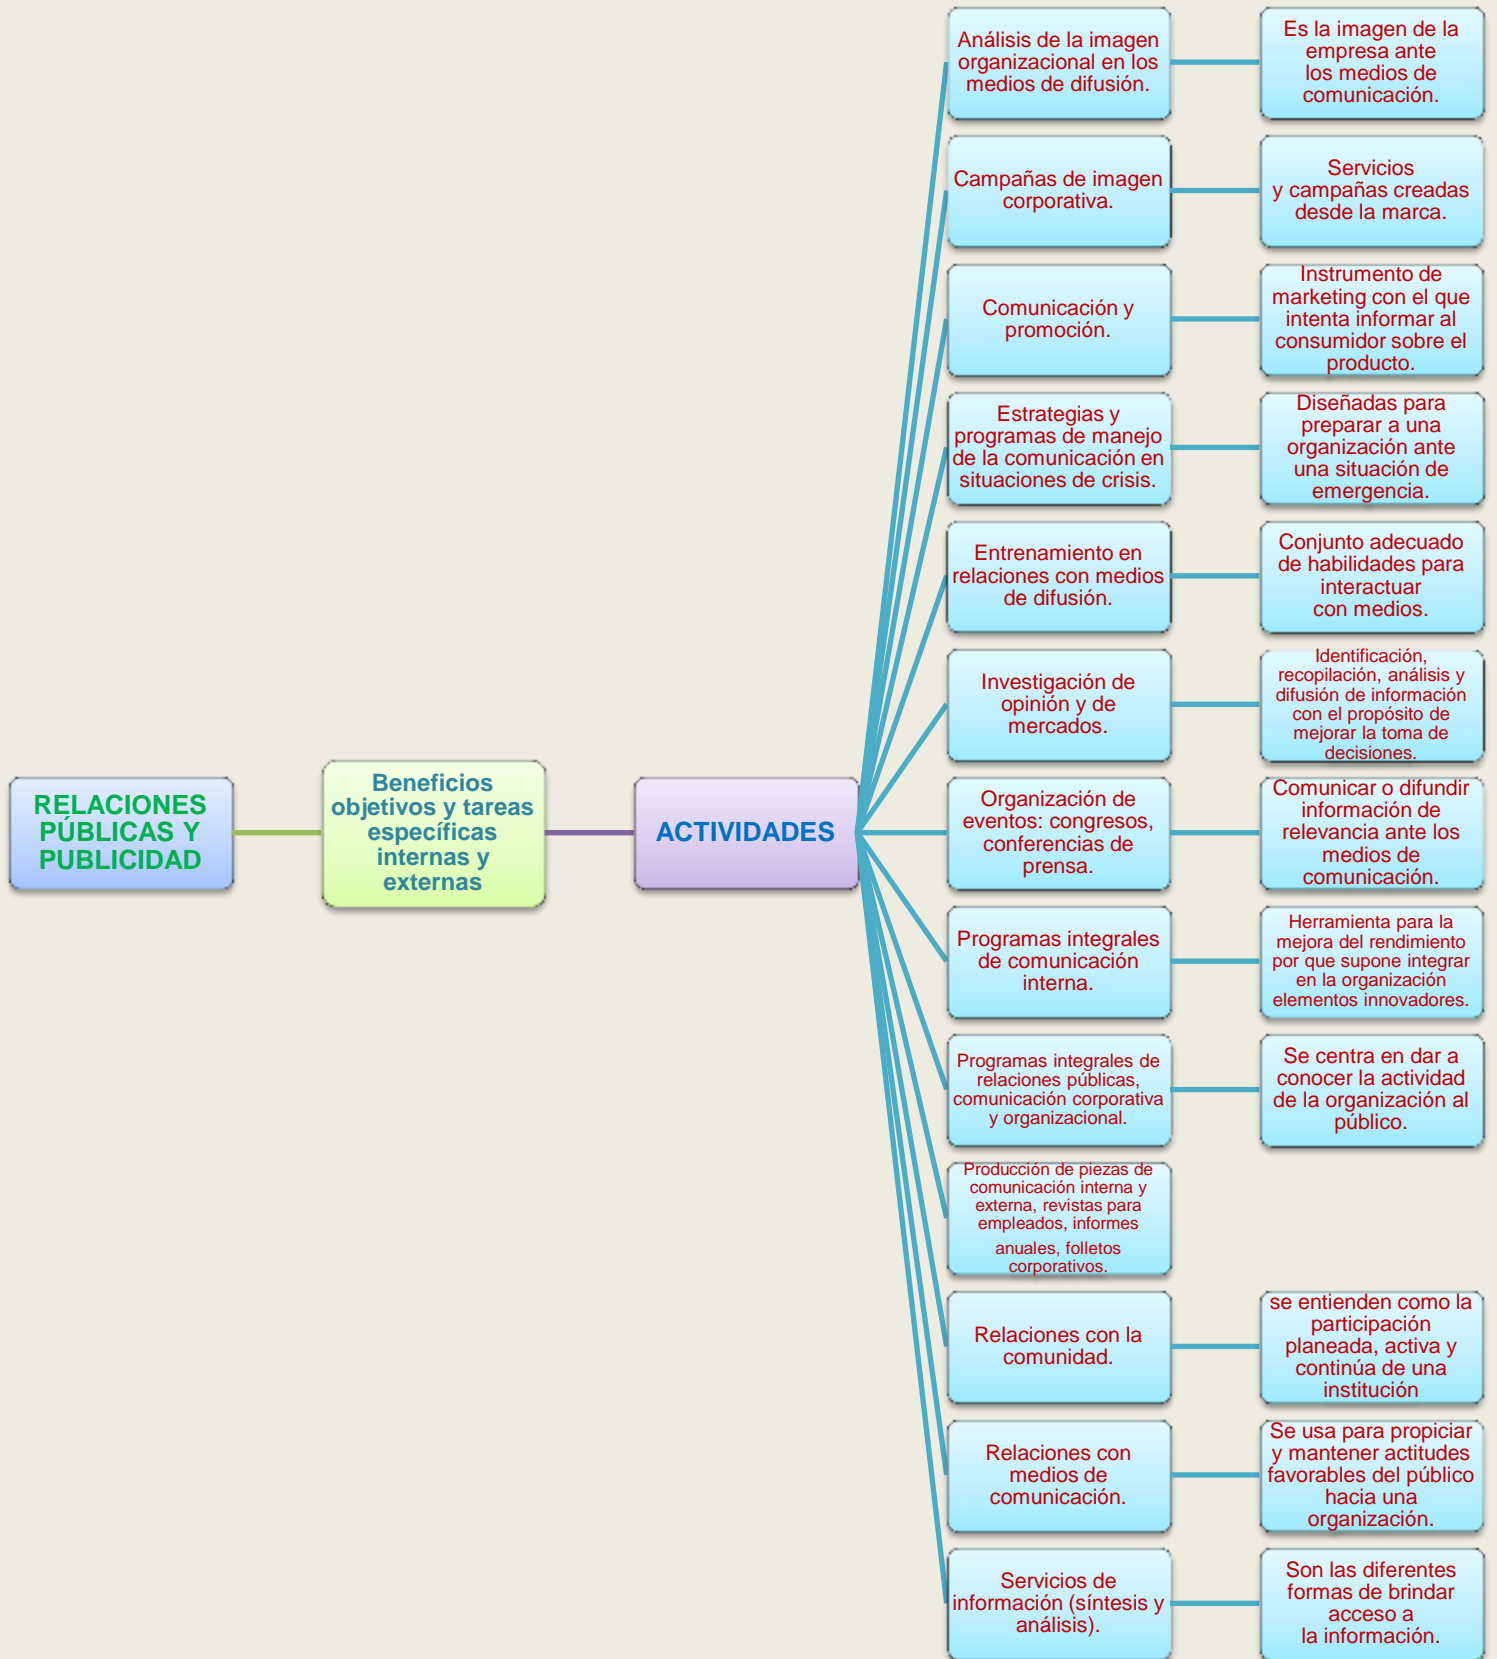 RELACIONES
PÚBLICAS Y
PUBLICIDAD
Beneficios
objetivos y tareas
específicas
internas y
externas
ACTIVIDADES
Análisis de la imagen
organizacional en los
medios de difusión.
Es la imagen de la
empresa ante
los medios de
comunicación.
Campañas de imagen
corporativa.
Servicios
y campañas creadas
desde la marca.
Comunicación y
promoción.
Instrumento de
marketing con el que
intenta informar al
consumidor sobre el
producto.
Estrategias y
programas de manejo
de la comunicación en
situaciones de crisis.
Diseñadas para
preparar a una
organización ante
una situación de
emergencia.
Entrenamiento en
relaciones con medios
de difusión.
Conjunto adecuado
de habilidades para
interactuar
con medios.
Investigación de
opinión y de
mercados.
Identificación,
recopilación, análisis y
difusión de información
con el propósito de
mejorar la toma de
decisiones.
Organización de
eventos: congresos,
conferencias de
prensa.
Comunicar o difundir
información de
relevancia ante los
medios de
comunicación.
Programas integrales
de comunicación
interna.
Herramienta para la
mejora del rendimiento
por que supone integrar
en la organización
elementos innovadores.
Programas integrales de
relaciones públicas,
comunicación corporativa
y organizacional.
Se centra en dar a
conocer la actividad
de la organización al
público.
Producción de piezas de
comunicación interna y
externa, revistas para
empleados, informes
anuales, folletos
corporativos.
Relaciones con la
comunidad.
se entienden como la
participación
planeada, activa y
continúa de una
institución
Relaciones con
medios de
comunicación.
Se usa para propiciar
y mantener actitudes
favorables del público
hacia una
organización.
Servicios de
información (síntesis y
análisis).
Son las diferentes
formas de brindar
acceso a
la información.